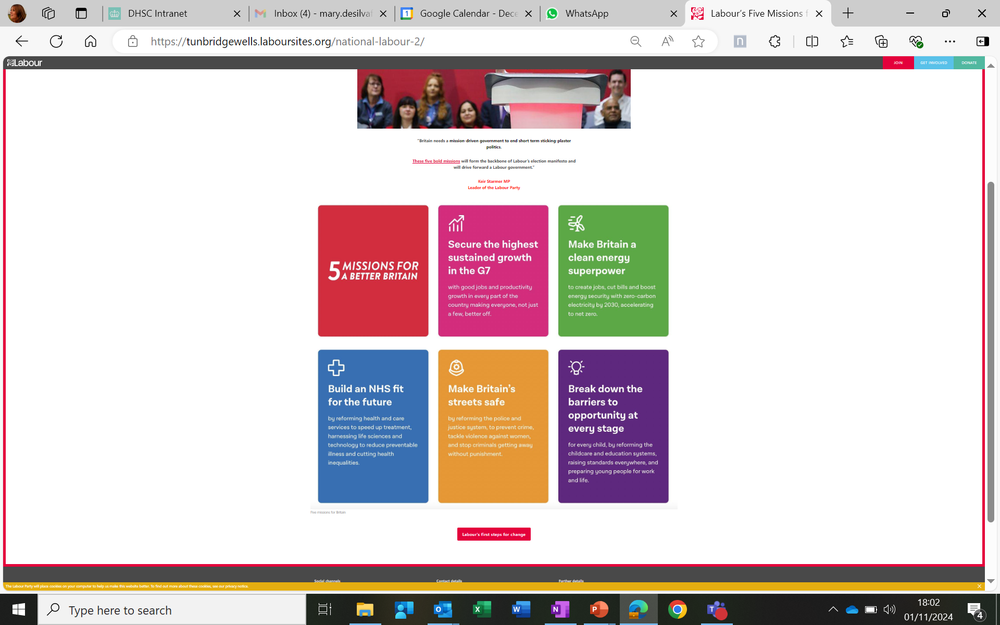 DHSC Intranet
Inbox (4) - mary.desilvaf
1
Google Calendar - Dece
WhatsApp
Labour's Five Missions f
https://tunbridgewells.laboursites.org/national-labour-2/
n
Labour
JOIN
GET INVOLVED
DONATE
"Britain needs a mission-driven government to end short term sticking-plaster
politics.
These five bold missions will form the backbone of Labour's election manifesto and
will drive forward a Labour government."
Keir Starmer MP
Leader of the Labour Party
5 MISSIONS FOR
A BETTER BRITAIN
Secure the highest
sustained growth
in the G7
with good jobs and productivity
growth in every part of the
country making everyone, not just
a few, better off.
Make Britain a
clean energy
superpower
to create jobs, cut bills and boost
energy security with zero-carbon
electricity by 2030, accelerating
to net zero.
Build an NHS fit
for the future
by reforming health and care
services to speed up treatment,
harnessing life sciences and
technology to reduce preventable
illness and cutting health
inequalities.
Make Britain's
streets safe
by reforming the police and
justice system, to prevent crime,
tackle violence against women,
and stop criminals getting away
without punishment.
Break down the
barriers to
opportunity at
every stage
for every child, by reforming the
childcare and education systems,
raising standards everywhere, and
preparing young people for work
and life.
Five missions for Britain
Labour's first steps for change
Social channels
Contact details
Further details
The Labour Party will place cookies on your computer to help us make this website better. To find out more about these cookies, see our privacy notice.
Type here to search
18:02
01/11/2024
4